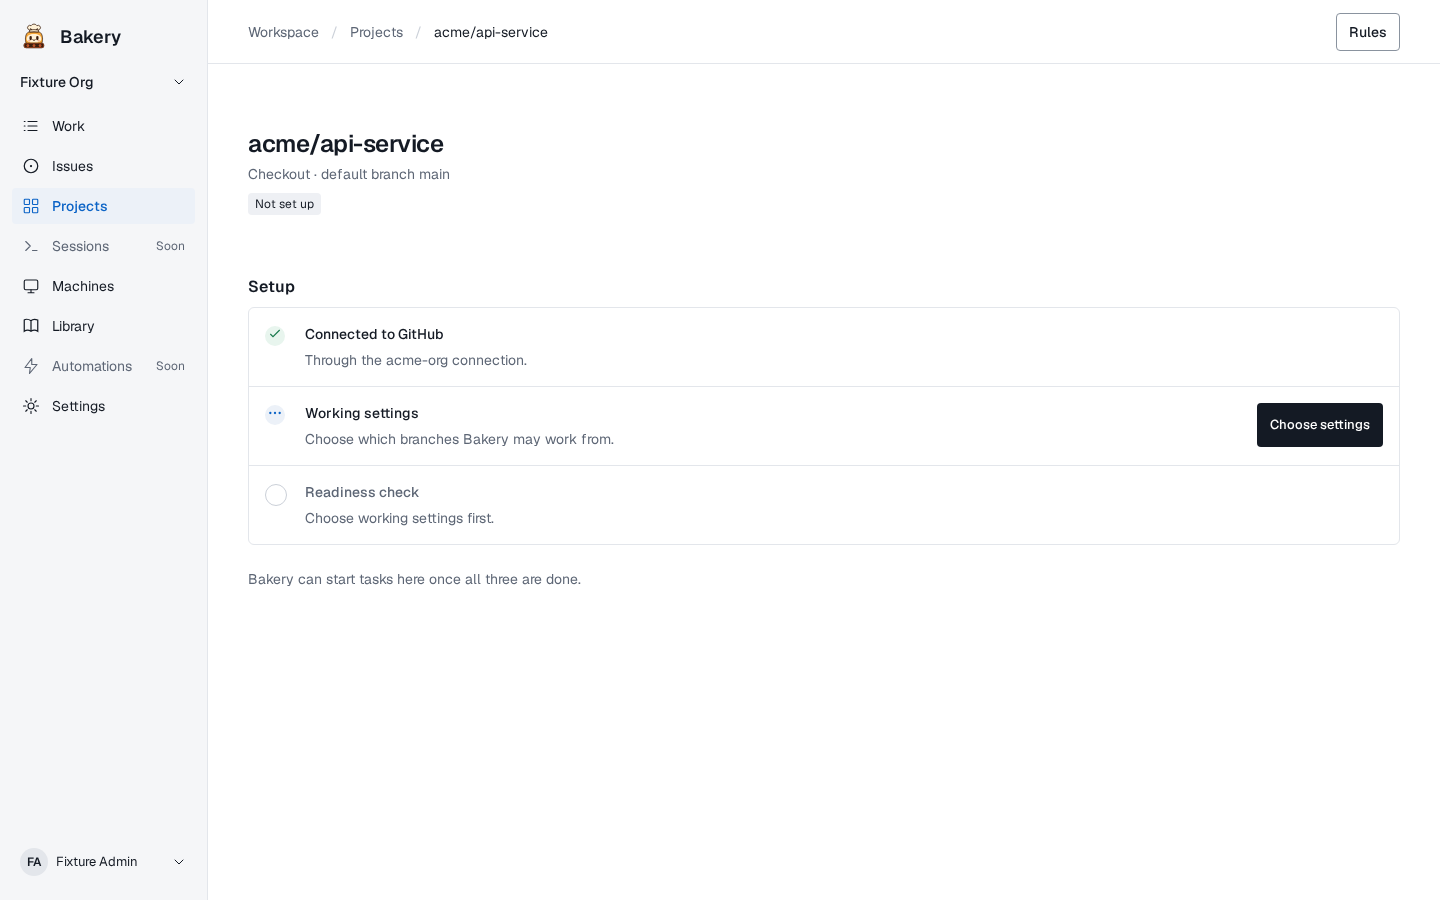 Bakery
Fixture Org
Work
Issues
Projects
Sessions Soon
Machines
Library
Automations Soon
Settings
FA Fixture Admin
Workspace / Projects / acme/api-service
Rules
acme/api-service
Checkout · default branch main
Not set up
Setup
Connected to GitHub
Through the acme-org connection.
Working settings
Choose which branches Bakery may work from.
Choose settings
Readiness check
Choose working settings first.
Bakery can start tasks here once all three are done.